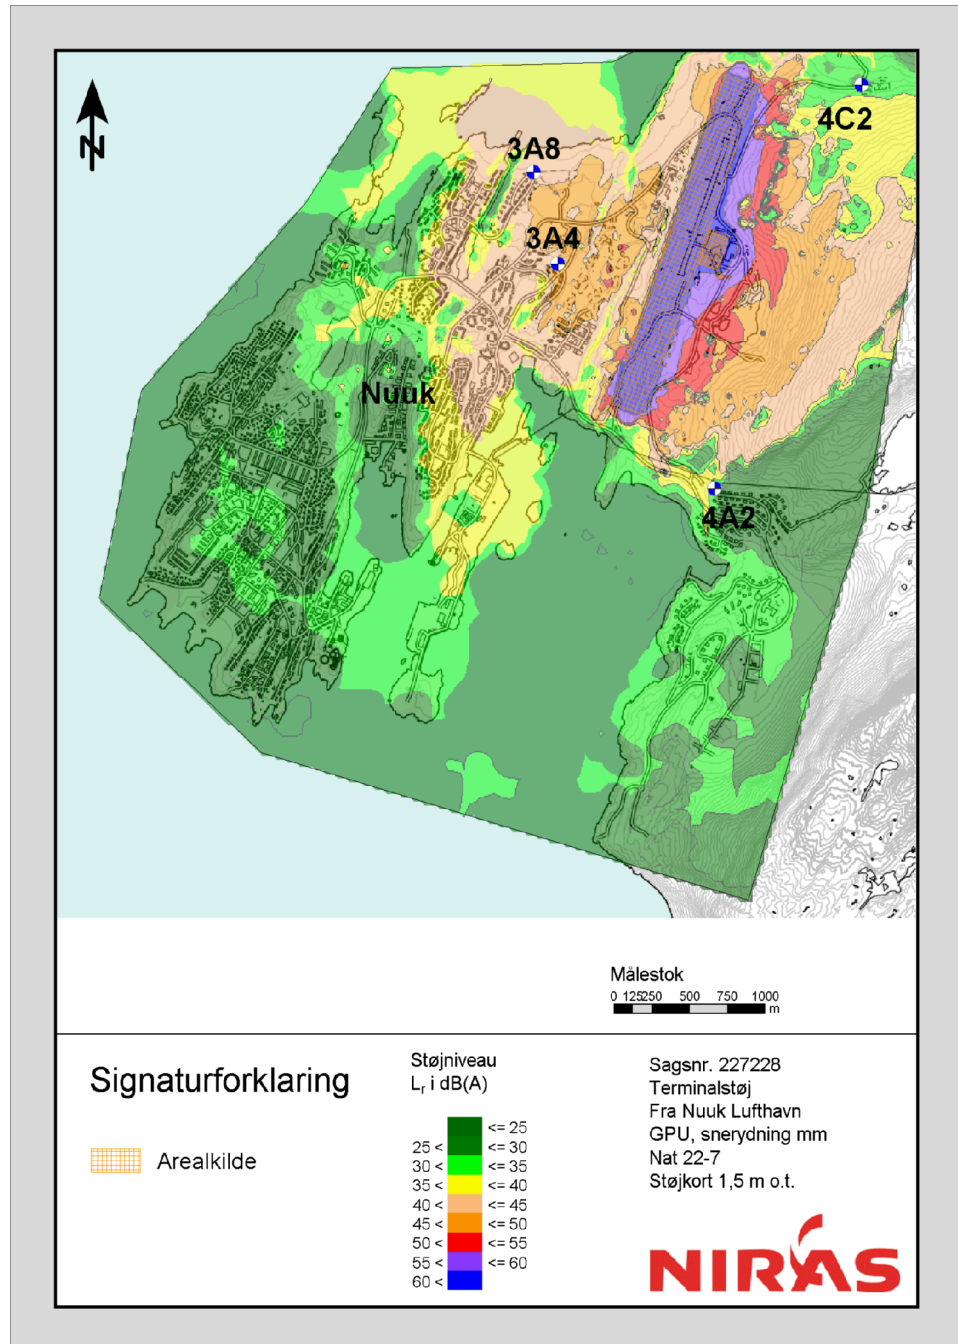 4C2
3A8
3A4
Nuuk
4A2
N
Målestok
0 125 250 500 750 1000
m
Signaturforklaring
Arealkilde
Støjniveau
Lr i dB(A)
<= 25
25 < <= 30
30 < <= 35
35 < <= 40
40 < <= 45
45 < <= 50
50 < <= 55
55 < <= 60
60 <
Sagsnr. 227228
Terminalstøj
Fra Nuuk Lufthavn
GPU, snerydning mm
Nat 22-7
Støjkort 1,5 m o.t.
NIRAS